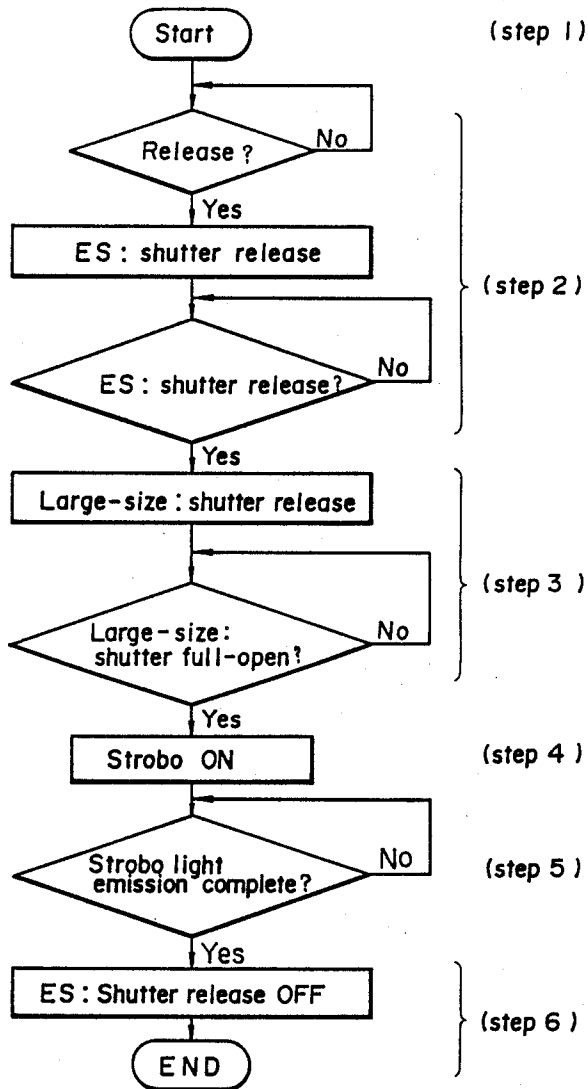 Start (step 1)
Release?
No
Yes
ES: shutter release
(step 2)
ES: shutter release?
No
Yes
Large-size: shutter release
(step 3)
Large-size:
shutter full-open?
No
Yes
Strobo ON (step 4)
Strobo light
emission complete?
No
(step 5)
Yes
ES: Shutter release OFF
(step 6)
END